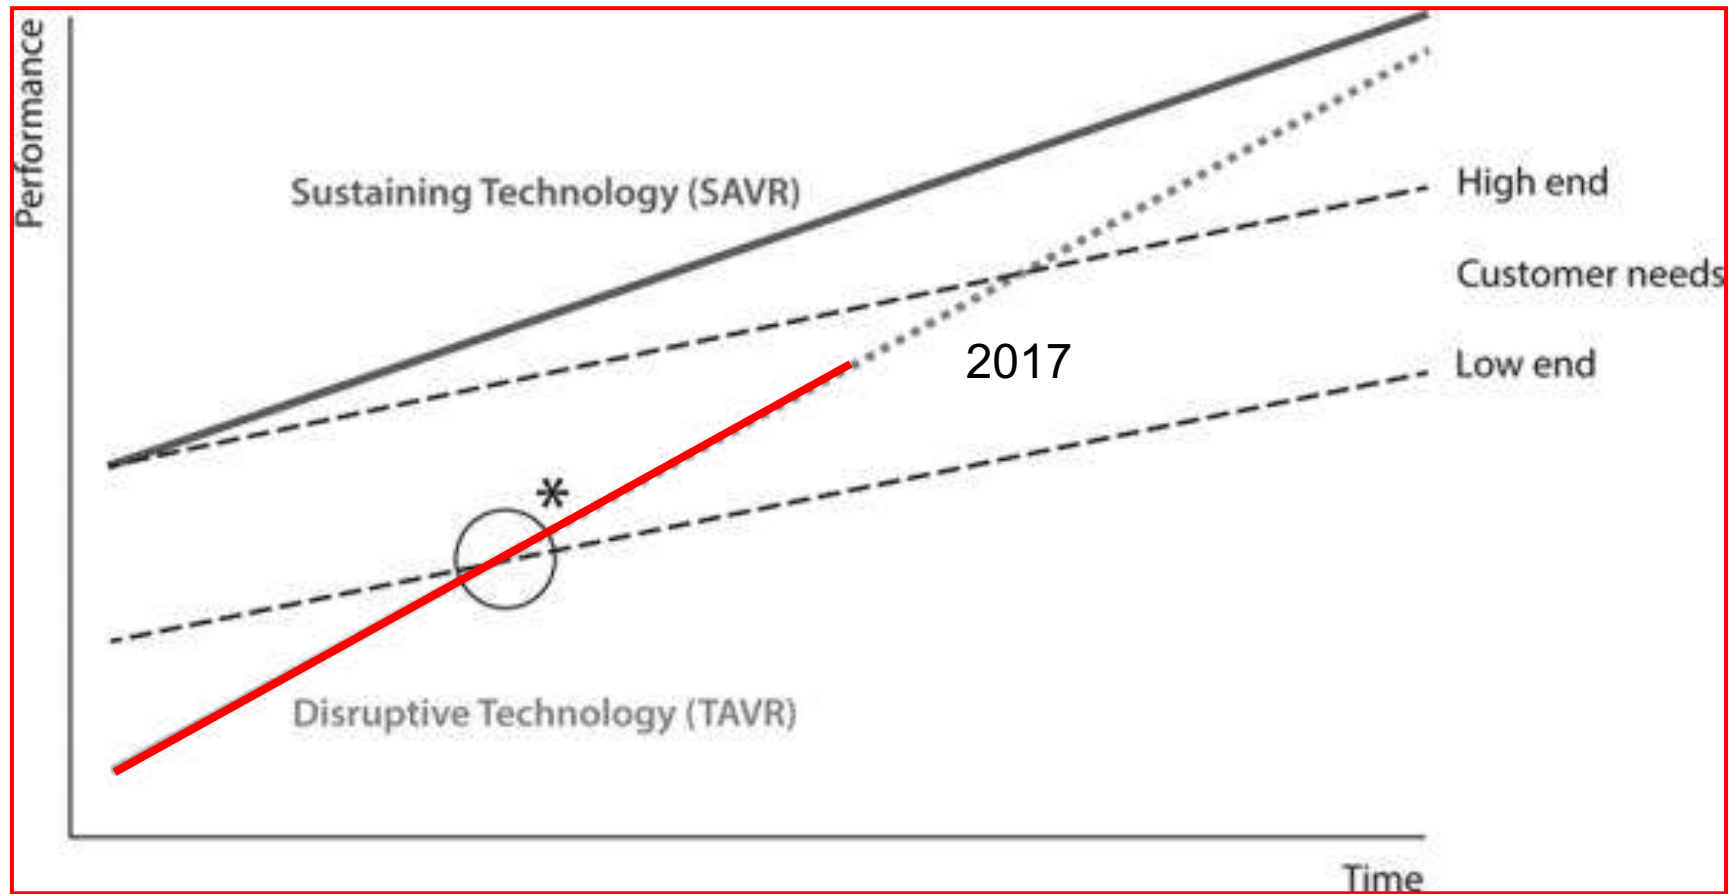 Performance
Sustaining Technology (SAVR)
High end
Customer needs
2017
Low end
*
Disruptive Technology (TAVR)
Time